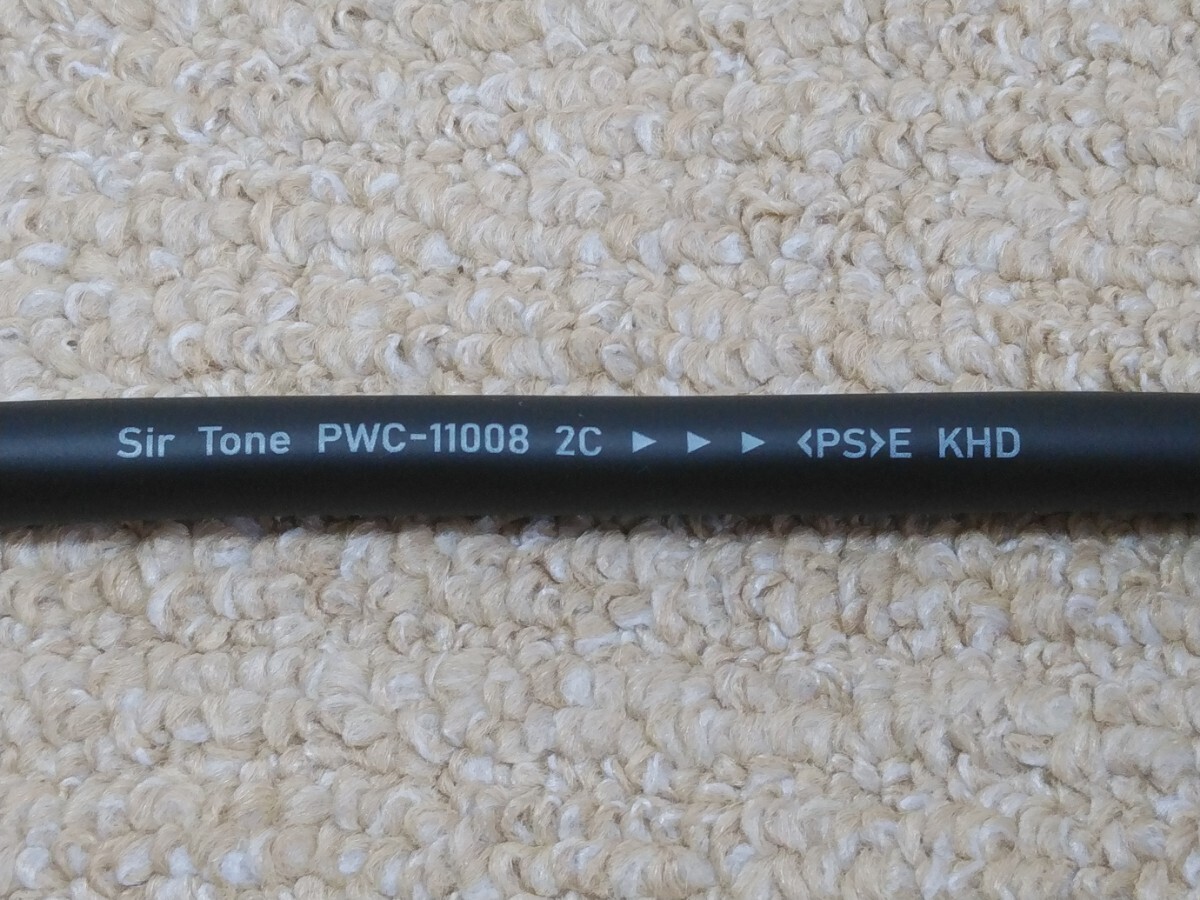 Sir Tone PWC-11008 2C ▶ ▶ ▶ <PS>E KHD